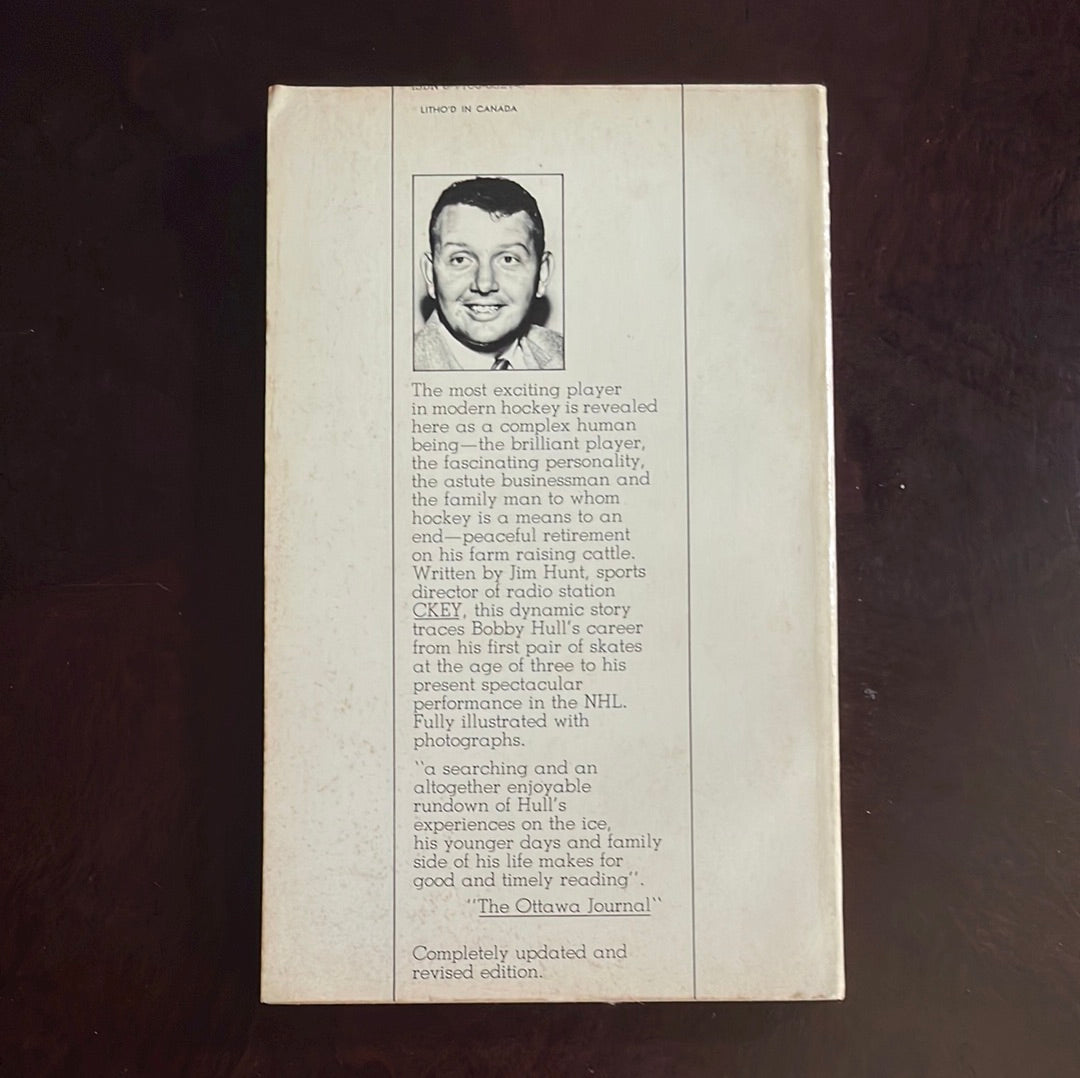 LITHO'D IN CANADA
The most exciting player
in modern hockey is revealed
here as a complex human
being—the brilliant player,
the fascinating personality,
the astute businessman and
the family man to whom
hockey is a means to an
end—peaceful retirement
on his farm raising cattle.
Written by Jim Hunt, sports
director of radio station
CKEY, this dynamic story
traces Bobby Hull's career
from his first pair of skates
at the age of three to his
present spectacular
performance in the NHL.
Fully illustrated with
photographs.
"a searching and an
altogether enjoyable
rundown of Hull's
experiences on the ice,
his younger days and family
side of his life makes for
good and timely reading".
"The Ottawa Journal"
Completely updated and
revised edition.